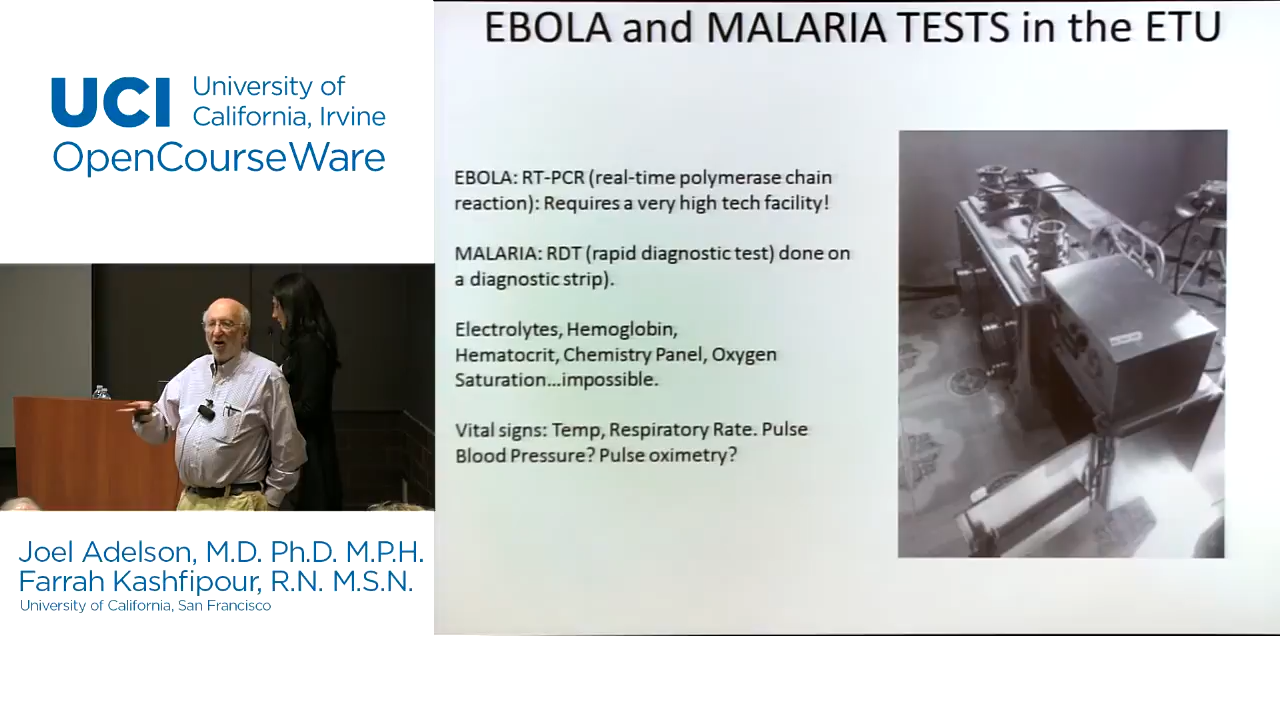 UCI University of
California, Irvine
OpenCourseWare
Joel Adelson, M.D. Ph.D. M.P.H.
Farrah Kashfipour, R.N. M.S.N.
University of California, San Francisco
EBOLA and MALARIA TESTS in the ETU
EBOLA: RT-PCR (real-time polymerase chain
reaction): Requires a very high tech facility!
MALARIA: RDT (rapid diagnostic test) done on
a diagnostic strip).
Electrolytes, Hemoglobin,
Hematocrit, Chemistry Panel, Oxygen
Saturation...impossible.
Vital signs: Temp, Respiratory Rate. Pulse
Blood Pressure? Pulse oximetry?